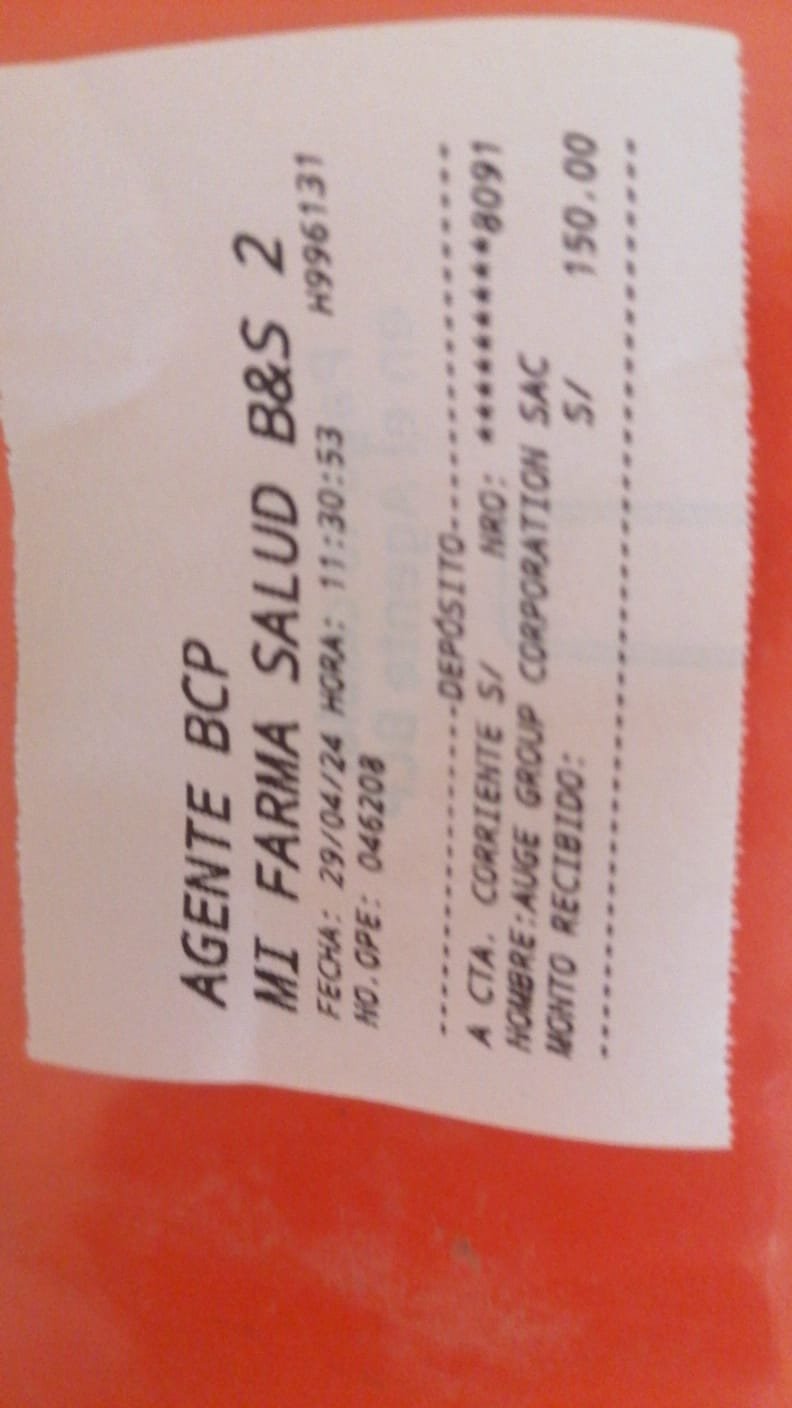 AGENTE BCP
MI FARMA SALUD B&S 2
FECHA: 29/04/24 HORA: 11:30:53 H996131
NO.OPE: 046208
--------------------DEPÓSITO--------------------
A CTA. CORRIENTE S/ NRO: **********8091
NOMBRE:AUGE GROUP CORPORATION SAC
MONTO RECIBIDO: S/ 150.00
------------------------------------------------